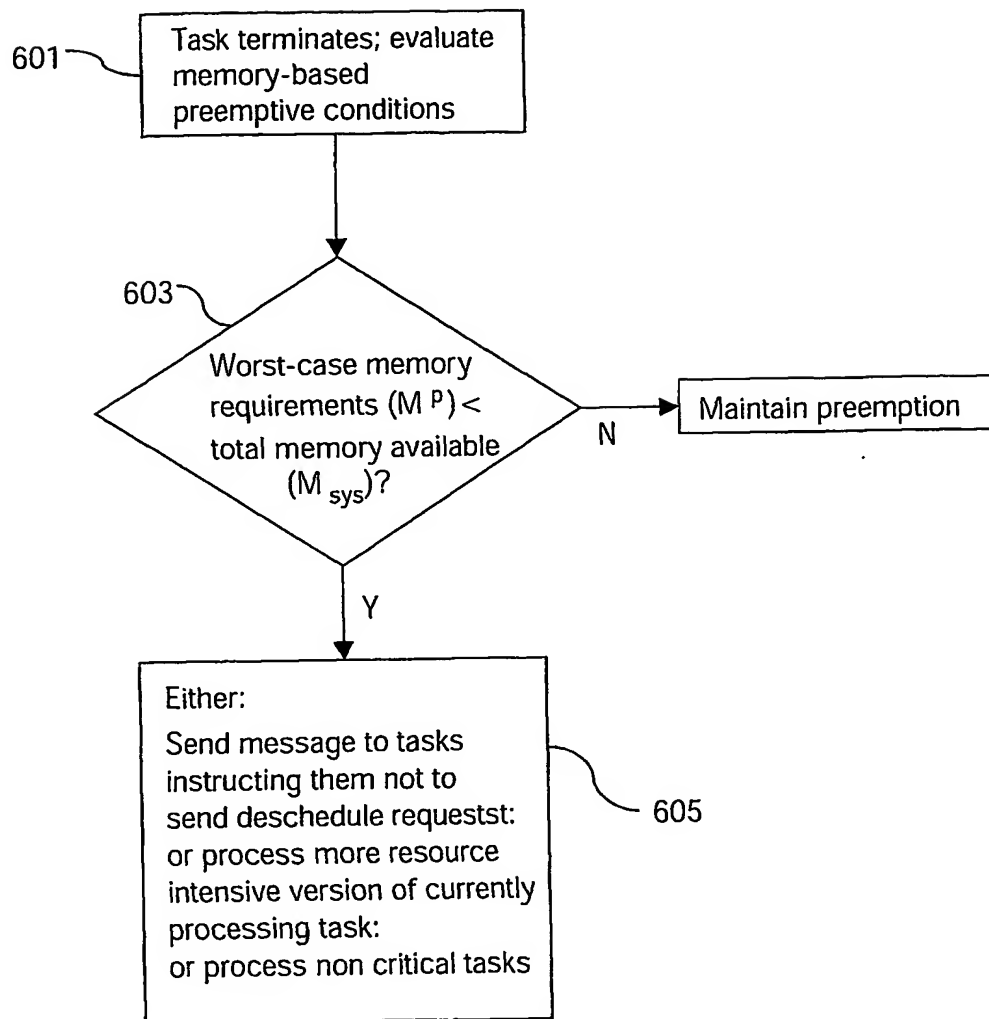 601
Task terminates; evaluate
memory-based
preemptive conditions
603
Worst-case memory
requirements (M P) <
total memory available
(M sys)?
N
Maintain preemption
Y
Either:
Send message to tasks
instructing them not to
send deschedule requestst:
or process more resource
intensive version of currently
processing task:
or process non critical tasks
605